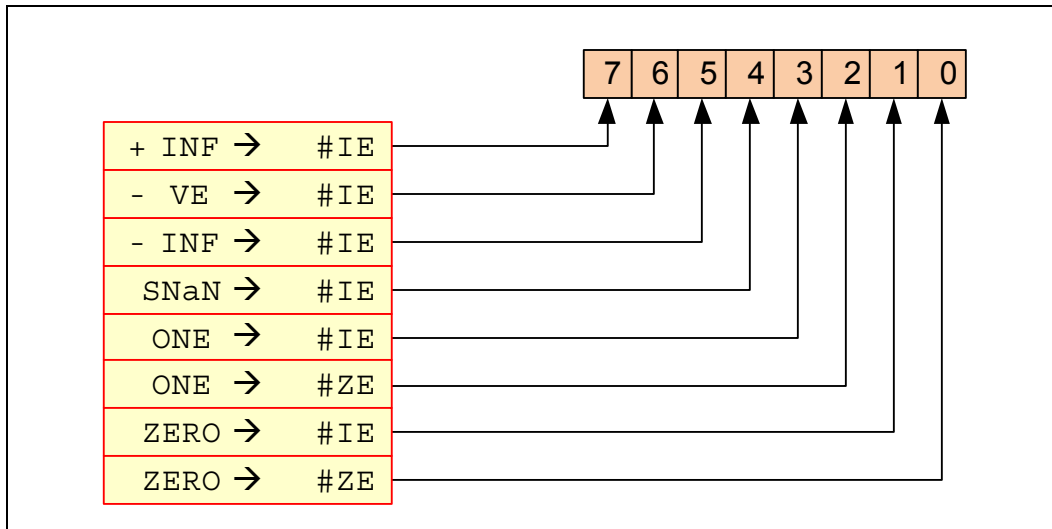 7 6 5 4 3 2 1 0
+ INF → #IE
- VE → #IE
- INF → #IE
SNaN → #IE
ONE → #IE
ONE → #ZE
ZERO → #IE
ZERO → #ZE